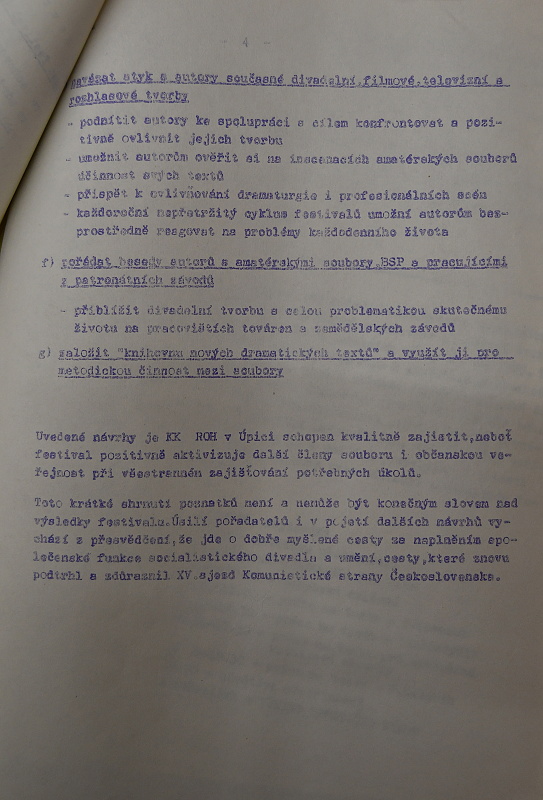 - 4 -
navázat styk s autory současné divadelní,filmové,televizní a
rozhlasové tvorby
- podnítit autory ke spolupráci s cílem konfrontovat a pozi-
tivně ovlivnit jejich tvorbu
- umožnit autorům ověřit si na inscenacích amatérských souborů
účinnost svých textů
- přispět k ovlivňování dramaturgie i profesionálních scén
- každoroční nepřetržitý cyklus festivalů umožní autorům bez-
prostředně reagovat na problémy každodenního života
f) pořádat besedy autorů s amatérskými soubory,BSP a pracujícími
z patronátních závodů
- přiblížit divadelní tvorbu s celou problematikou skutečnému
životu na pracovištích továren a zemědělských závodů
g) založit "knihovnu nových dramatických textů" a využít ji pro
metodickou činnost mezi soubory
Uvedené návrhy je KK ROH v Úpici schopen kvalitně zajistit,neboť
festival pozitivně aktivizuje další členy souboru i občanskou ve-
řejnost při všestranném zajišťování potřebných úkolů.
Toto krátké shrnutí poznatků není a nemůže být konečným slovem nad
výsledky festivalu.Úsilí pořadatelů i v pojetí dalších návrhů vy-
chází z přesvědčení,že jde o dobře myšlené cesty za naplněním spo-
lečenské funkce socialistického divadla a umění,cesty,které znovu
podtrhl a zdůraznil XV.sjezd Komunistické strany Československa.